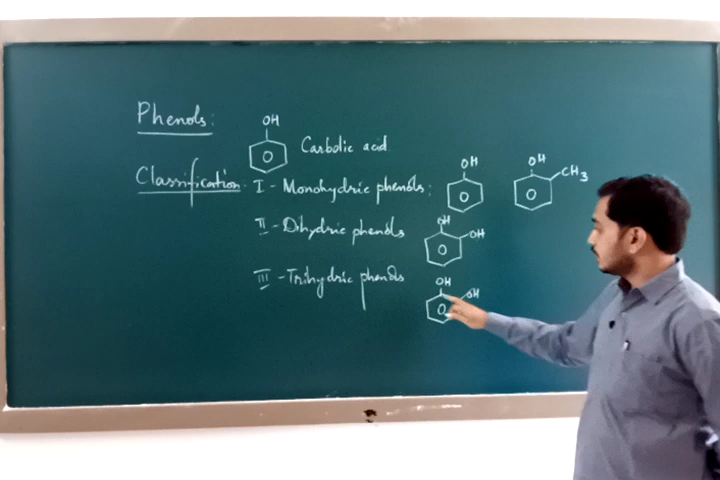 Phenols:
OH
Carbolic acid
Classification: I - Monohydric phenols: OH OH CH3
II - Dihydric phenols OH OH
III - Trihydric phenols OH OH